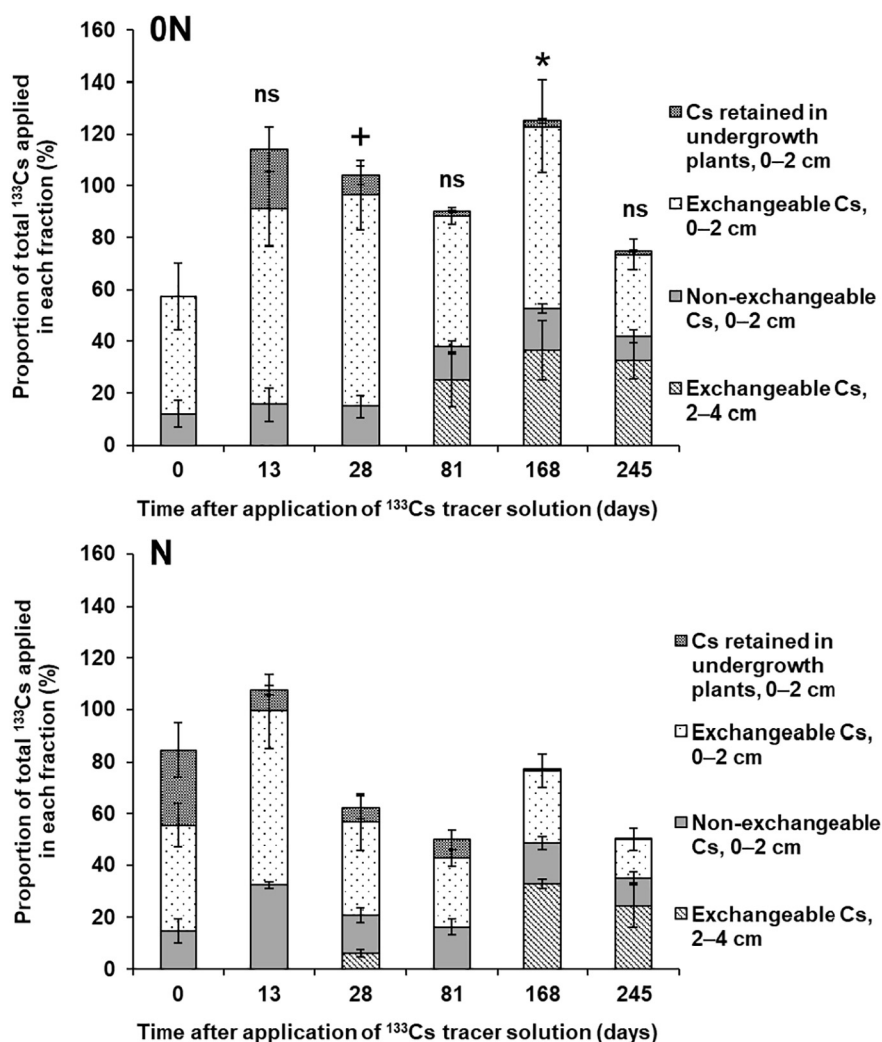 0N
Proportion of total ¹³³Cs applied
in each fraction (%)
160
140
120
100
80
60
40
20
0
ns
+
ns
*
ns
0 13 28 81 168 245
Time after application of ¹³³Cs tracer solution (days)
Cs retained in
undergrowth
plants, 0–2 cm
Exchangeable Cs,
0–2 cm
Non-exchangeable
Cs, 0–2 cm
Exchangeable Cs,
2–4 cm
N
Proportion of total ¹³³Cs applied
in each fraction (%)
160
140
120
100
80
60
40
20
0
0 13 28 81 168 245
Time after application of ¹³³Cs tracer solution (days)
Cs retained in
undergrowth
plants, 0–2 cm
Exchangeable Cs,
0–2 cm
Non-exchangeable
Cs, 0–2 cm
Exchangeable Cs,
2–4 cm